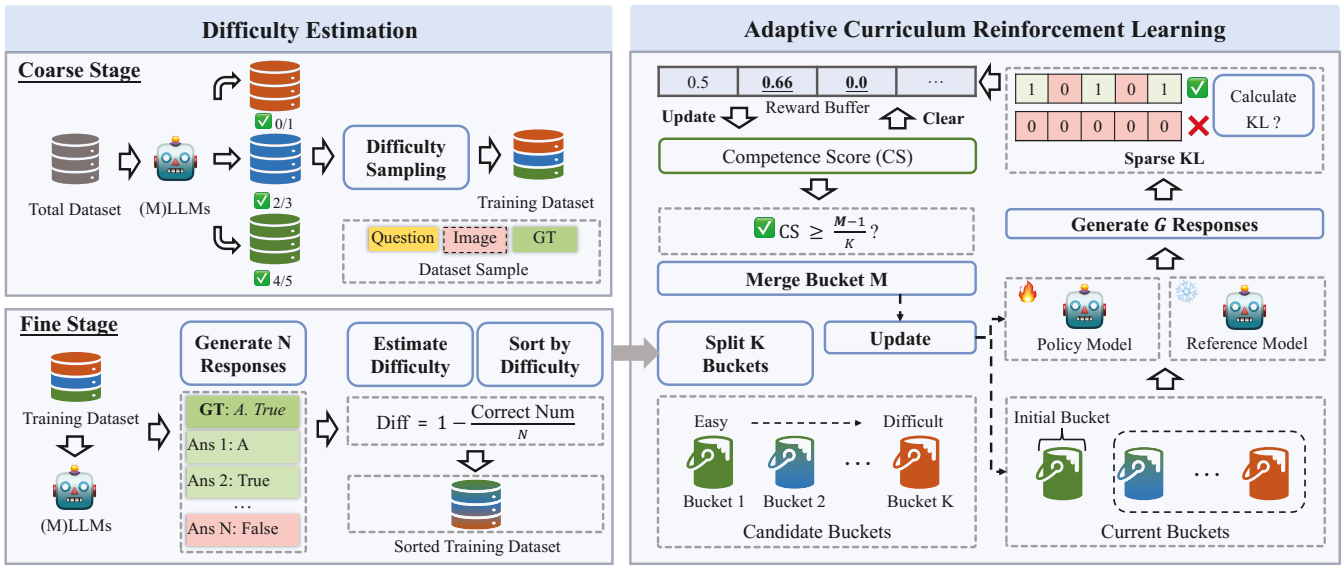 Difficulty Estimation
Coarse Stage
0/1
2/3
4/5
Total Dataset
(M)LLMs
Difficulty
Sampling
Training Dataset
Question
Image
GT
Dataset Sample
Fine Stage
Training Dataset
(M)LLMs
Generate N
Responses
GT: A. True
Ans 1: A
Ans 2: True
...
Ans N: False
Estimate
Difficulty
Sort by
Difficulty
Diff = 1 − Correct Num / N
Sorted Training Dataset
Adaptive Curriculum Reinforcement Learning
0.5 0.66 0.0 ...
Reward Buffer
Update
Clear
Competence Score (CS)
CS ≥ M−1 / K ?
Merge Bucket M
Split K
Buckets
Update
Easy
Difficult
...
Bucket 1
Bucket 2
Bucket K
Candidate Buckets
1 0 1 0 1
0 0 0 0 0
Calculate
KL ?
Sparse KL
Generate G Responses
Policy Model
Reference Model
Initial Bucket
...
Current Buckets